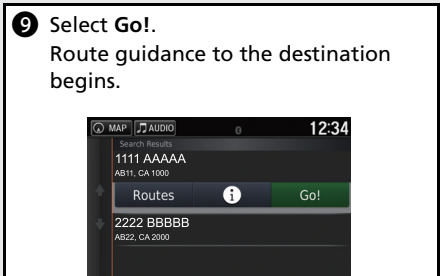 9 Select Go!.
Route guidance to the destination
begins.
MAP AUDIO 12:34
Search Results
1111 AAAAA
AB11, CA 1000
Routes i Go!
2222 BBBBB
AB22, CA 2000